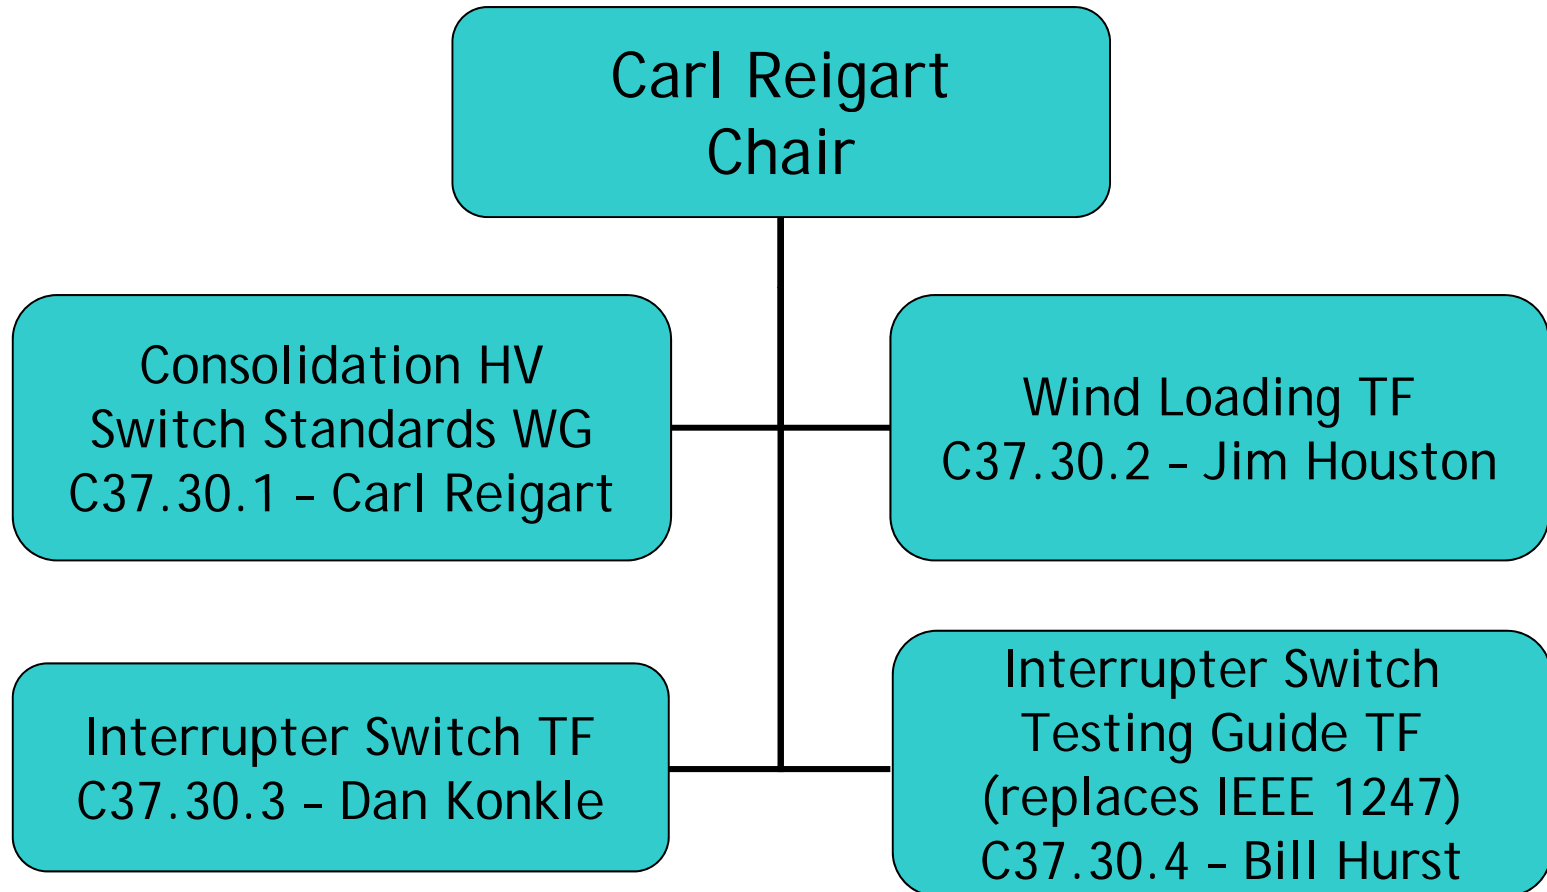 Carl Reigart
Chair
Consolidation HV
Switch Standards WG
C37.30.1 – Carl Reigart
Wind Loading TF
C37.30.2 – Jim Houston
Interrupter Switch TF
C37.30.3 – Dan Konkle
Interrupter Switch
Testing Guide TF
(replaces IEEE 1247)
C37.30.4 – Bill Hurst